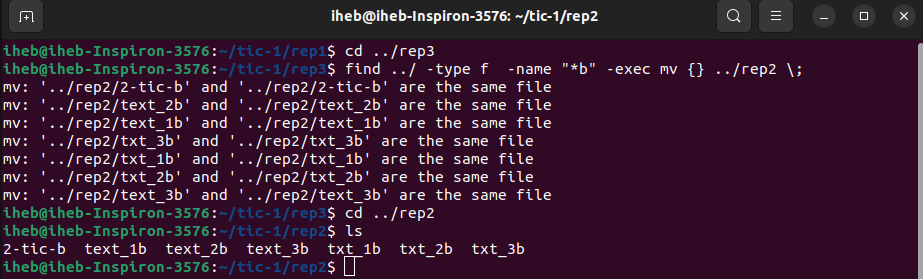 iheb@iheb-Inspiron-3576: ~/tic-1/rep2
iheb@iheb-Inspiron-3576:~/tic-1/rep1$ cd ../rep3
iheb@iheb-Inspiron-3576:~/tic-1/rep3$ find ../ -type f  -name "*b" -exec mv {} ../rep2 \;
mv: '../rep2/2-tic-b' and '../rep2/2-tic-b' are the same file
mv: '../rep2/text_2b' and '../rep2/text_2b' are the same file
mv: '../rep2/text_1b' and '../rep2/text_1b' are the same file
mv: '../rep2/txt_3b' and '../rep2/txt_3b' are the same file
mv: '../rep2/txt_1b' and '../rep2/txt_1b' are the same file
mv: '../rep2/txt_2b' and '../rep2/txt_2b' are the same file
mv: '../rep2/text_3b' and '../rep2/text_3b' are the same file
iheb@iheb-Inspiron-3576:~/tic-1/rep3$ cd ../rep2
iheb@iheb-Inspiron-3576:~/tic-1/rep2$ ls
2-tic-b  text_1b  text_2b  text_3b  txt_1b  txt_2b  txt_3b
iheb@iheb-Inspiron-3576:~/tic-1/rep2$